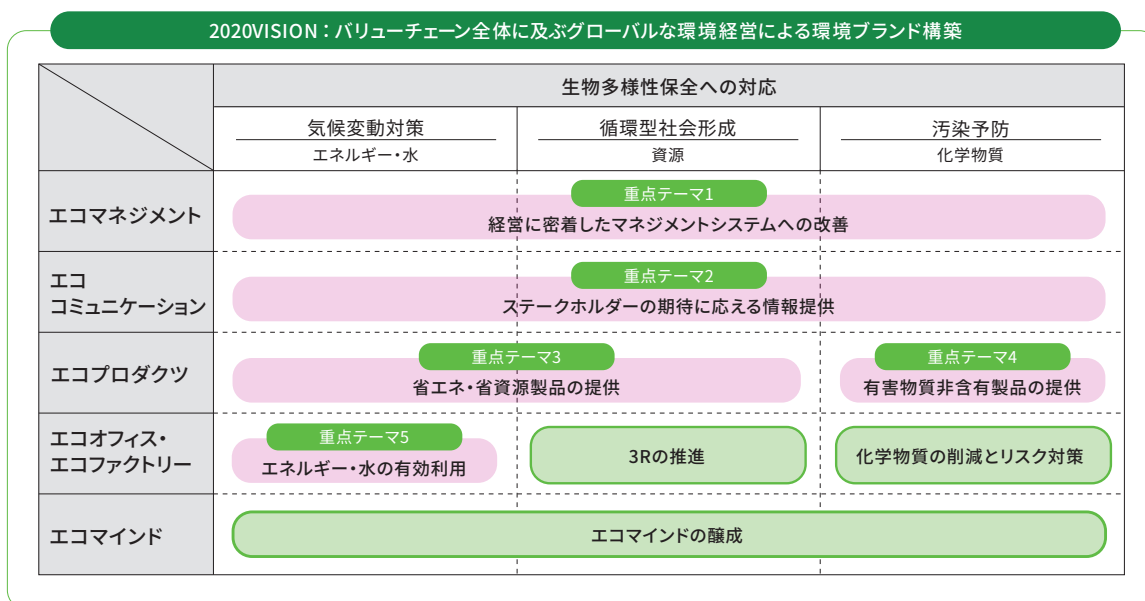 2020VISION：バリューチェーン全体に及ぶグローバルな環境経営による環境ブランド構築
生物多様性保全への対応
気候変動対策
エネルギー・水
循環型社会形成
資源
汚染予防
化学物質
エコマネジメント
重点テーマ1
経営に密着したマネジメントシステムへの改善
エコ
コミュニケーション
重点テーマ2
ステークホルダーの期待に応える情報提供
エコプロダクツ
重点テーマ3
省エネ・省資源製品の提供
重点テーマ4
有害物質非含有製品の提供
エコオフィス・
エコファクトリー
重点テーマ5
エネルギー・水の有効利用
3Rの推進
化学物質の削減とリスク対策
エコマインド
エコマインドの醸成